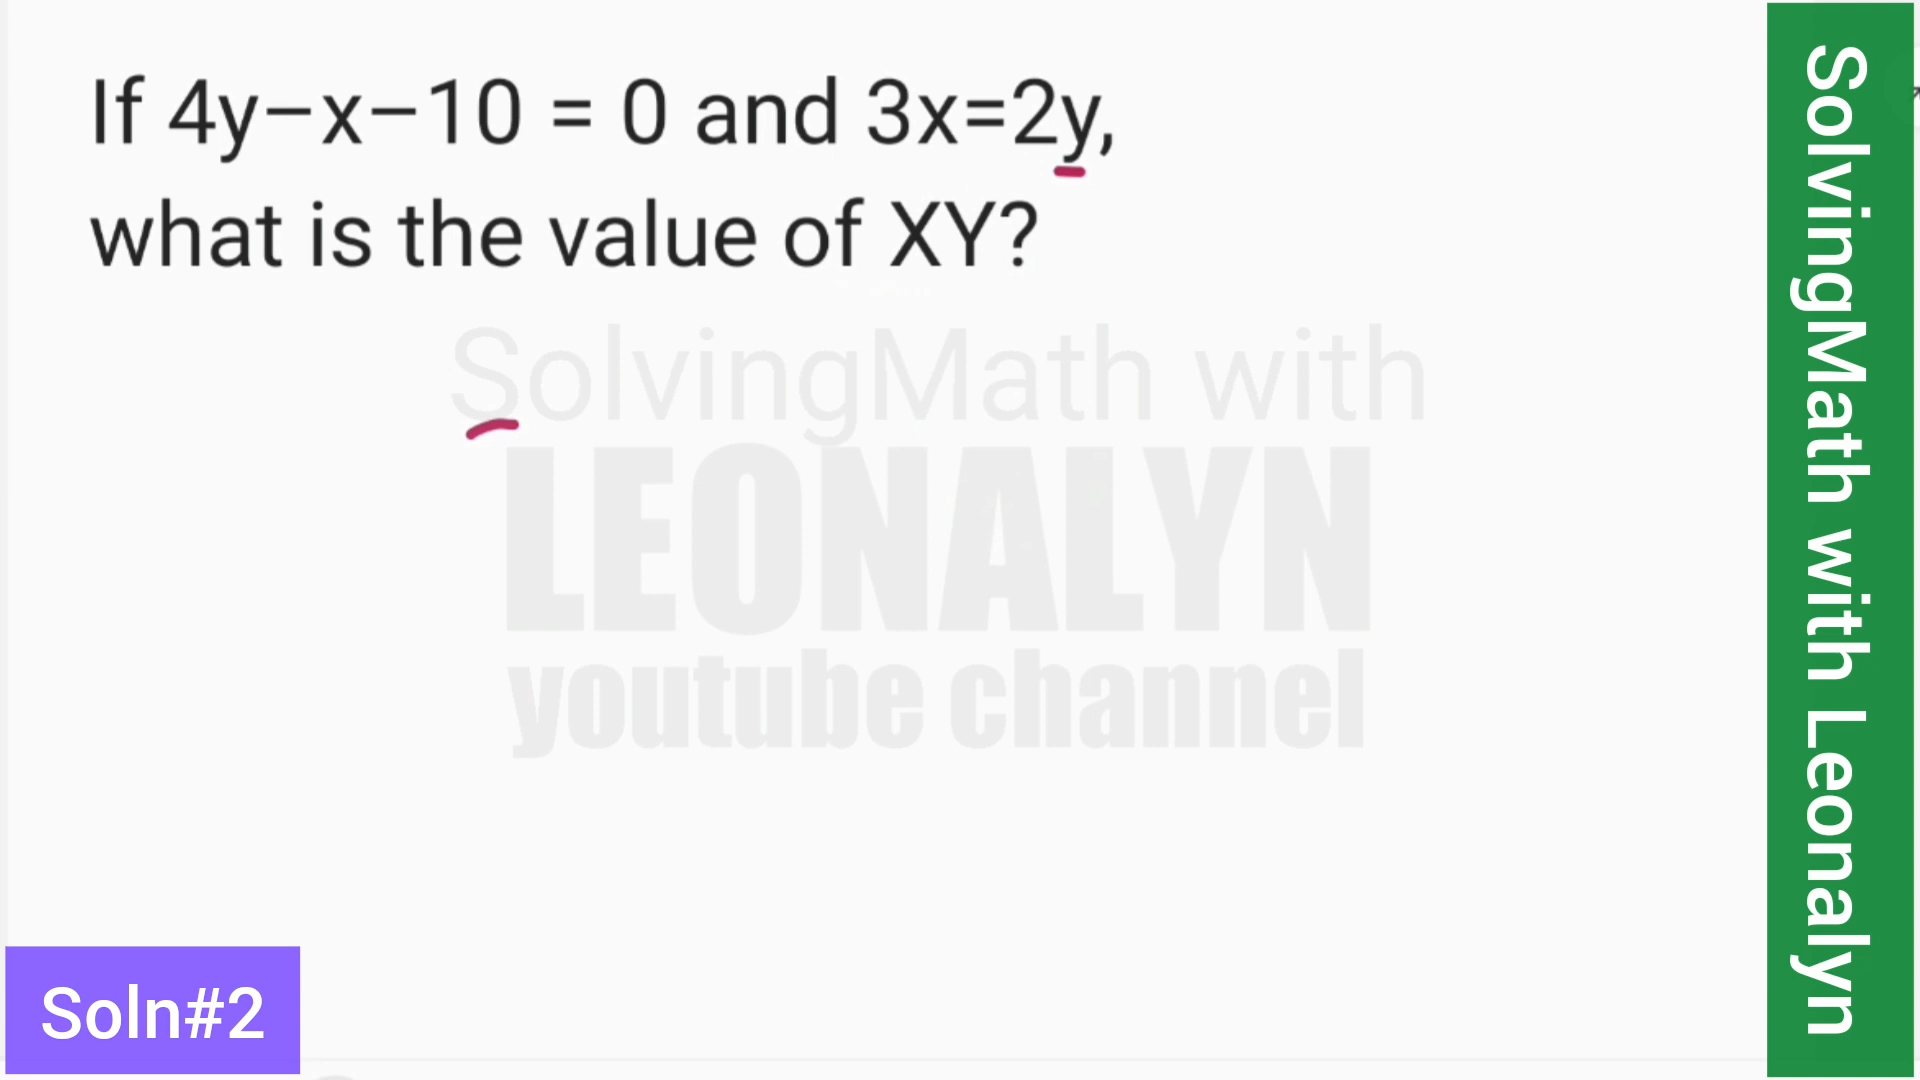 If 4y–x–10 = 0 and 3x=2y,
what is the value of XY?
SolvingMath with
LEONALYN
youtube channel
Soln#2
SolvingMath with Leonalyn